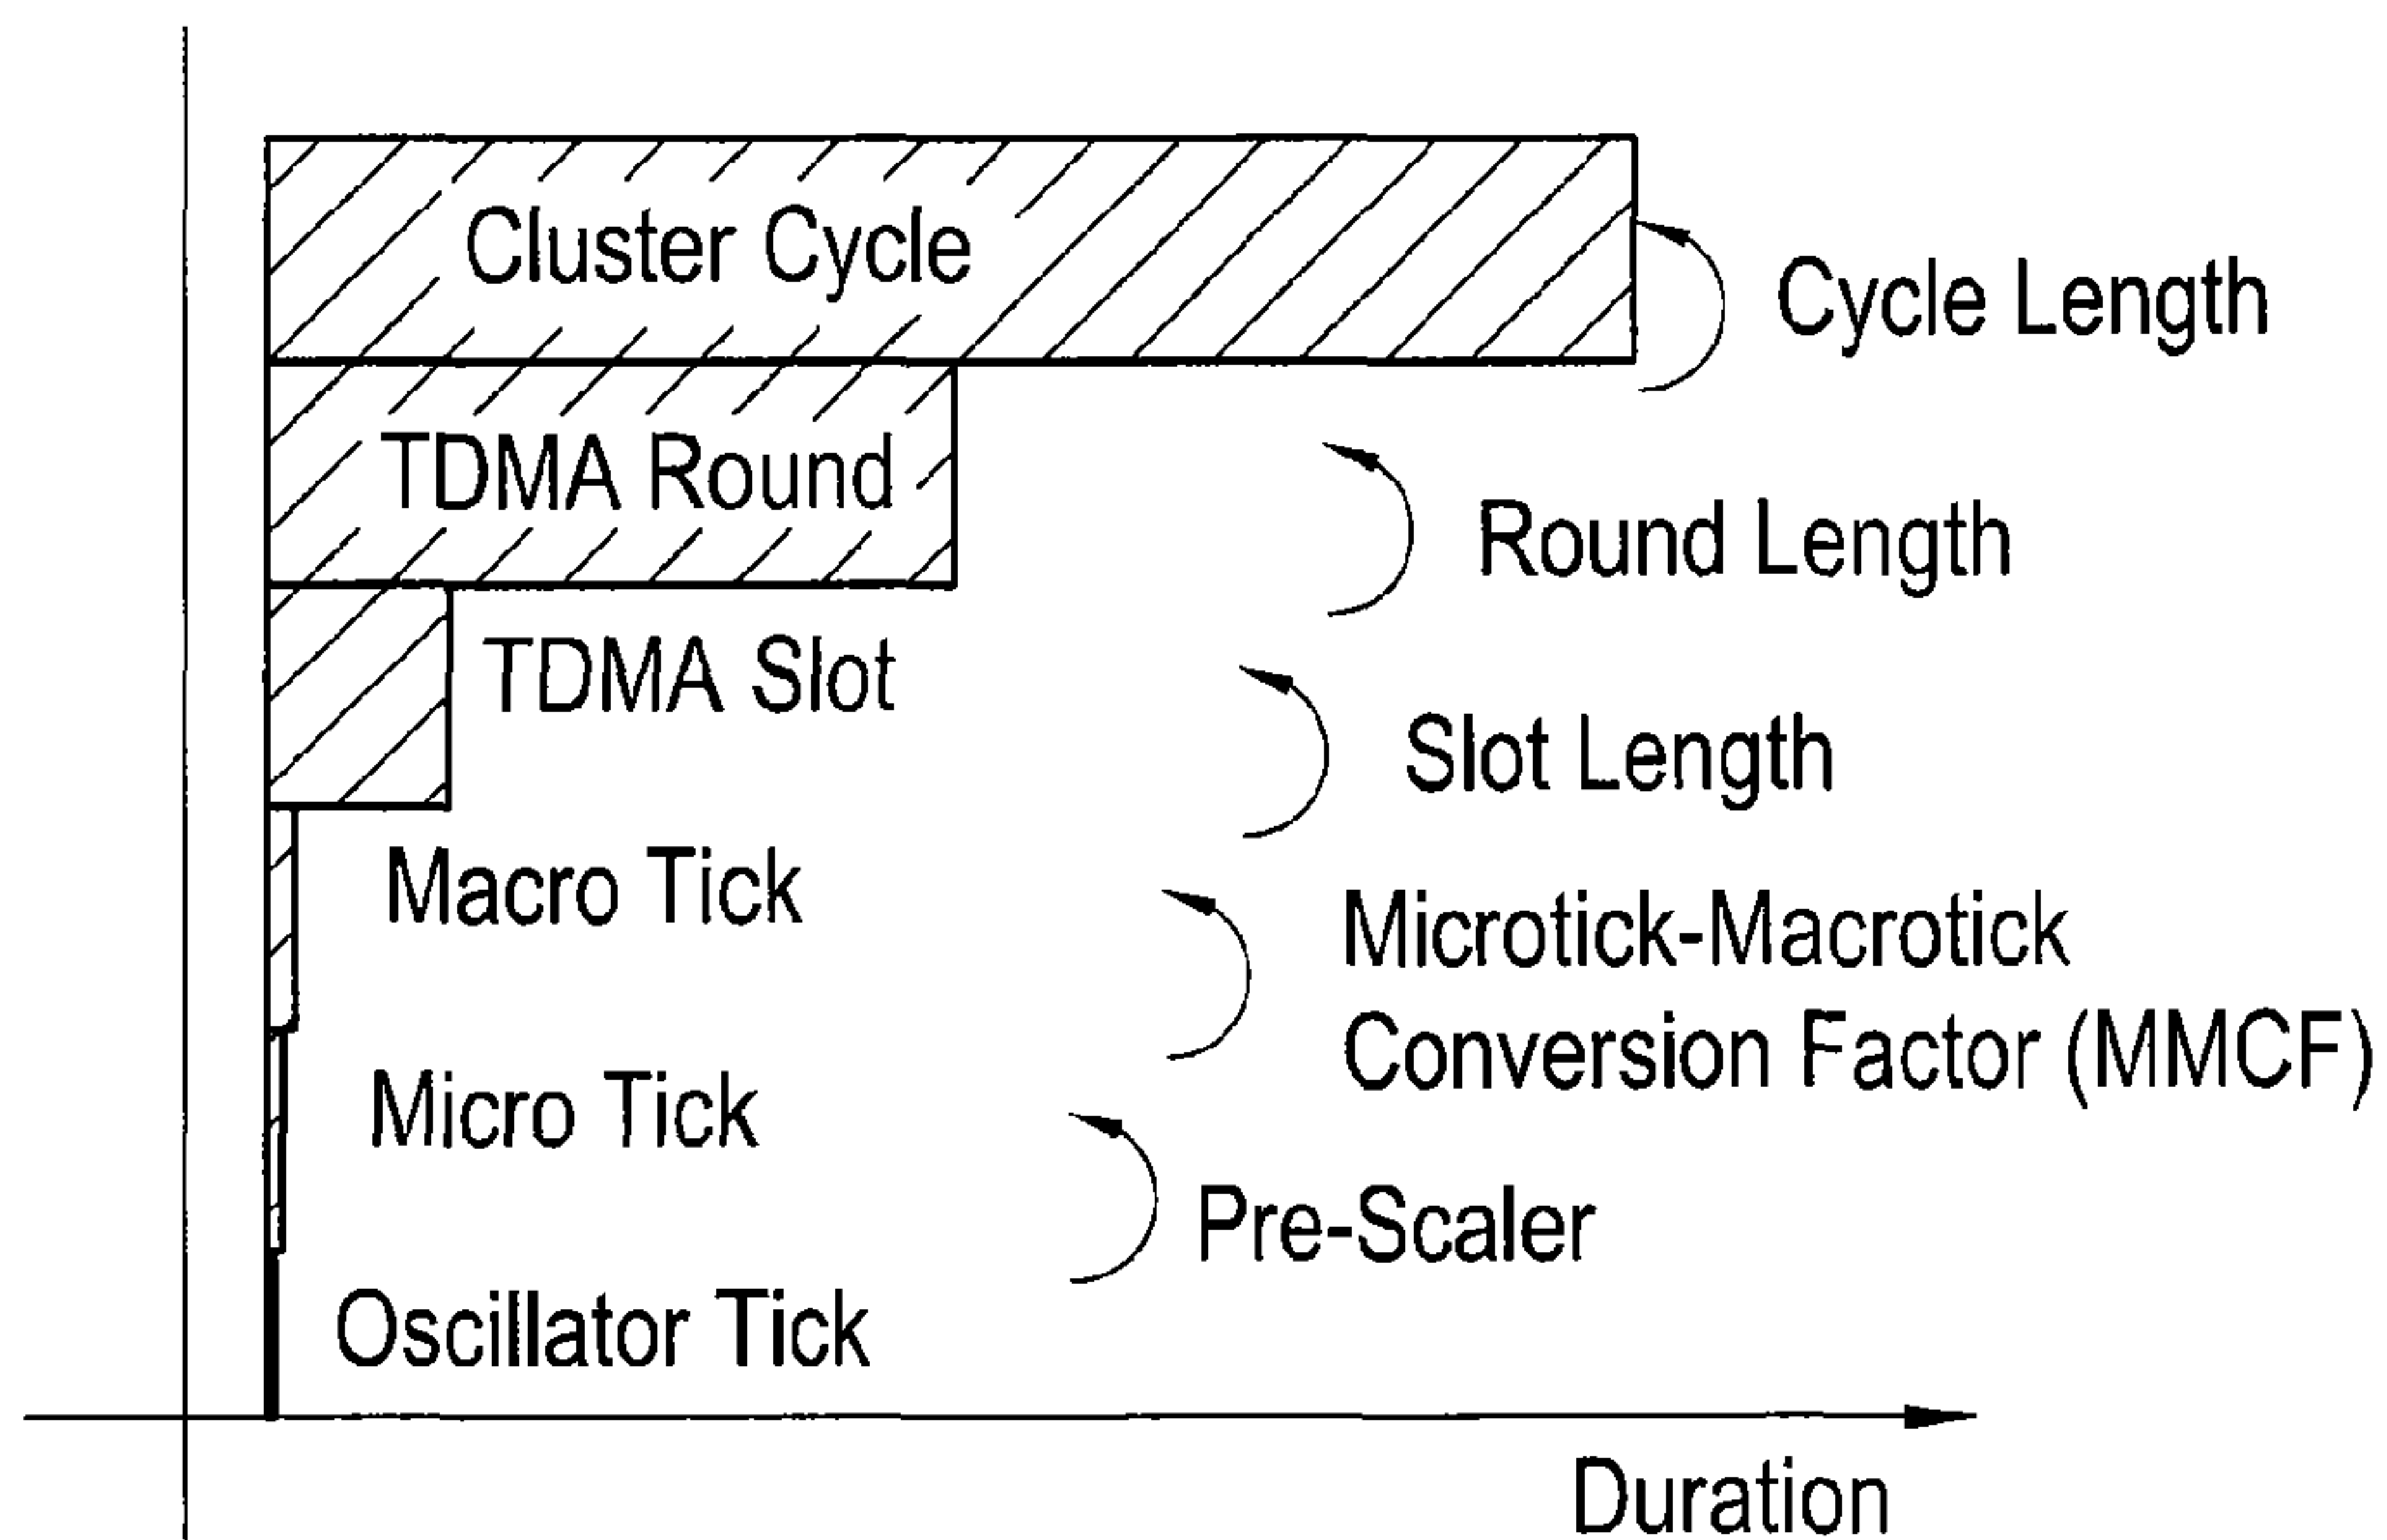 Cluster Cycle
Cycle Length
TDMA Round
Round Length
TDMA Slot
Slot Length
Macro Tick
Microtick-Macrotick
Conversion Factor (MMCF)
Micro Tick
Pre-Scaler
Oscillator Tick
Duration